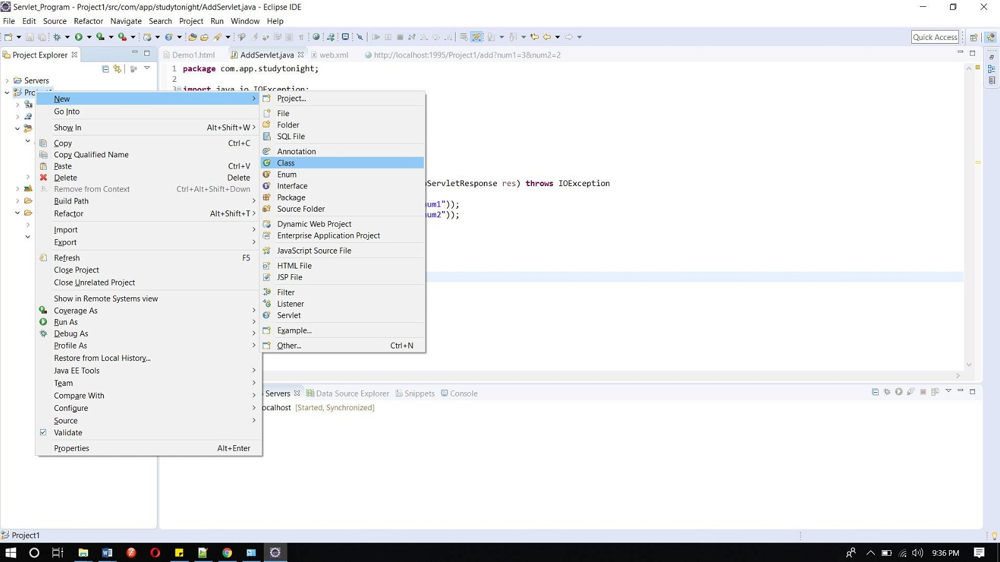 Servlet_Program - Project1/src/com/app/studytonight/AddServlet.java - Eclipse IDE
File Edit Source Refactor Navigate Search Project Run Window Help
Quick Access
Project Explorer
Demo1.html AddServlet.java web.xml http://localhost:1995/Project1/add?num1=3&num2=2
1 package com.app.studytonight;
2
3 import java.io.IOException;
Servers
New
Go Into
Show In Alt+Shift+W
Copy Ctrl+C
Copy Qualified Name
Paste Ctrl+V
Delete Delete
Remove from Context Ctrl+Alt+Shift+Down
Build Path
Refactor Alt+Shift+T
Import
Export
Refresh F5
Close Project
Close Unrelated Project
Show in Remote Systems view
Coverage As
Run As
Debug As
Profile As
Restore from Local History...
Java EE Tools
Team
Compare With
Configure
Source
Validate
Properties Alt+Enter
Project...
File
Folder
SQL File
Annotation
Class
Enum
Interface
Package
Source Folder
Dynamic Web Project
Enterprise Application Project
JavaScript Source File
HTML File
JSP File
Filter
Listener
Servlet
Example...
Other... Ctrl+N
ServletResponse res) throws IOException
um1"));
um2"));
Servers Data Source Explorer Snippets Console
ocalhost [Started, Synchronized]
Project1
9:36 PM